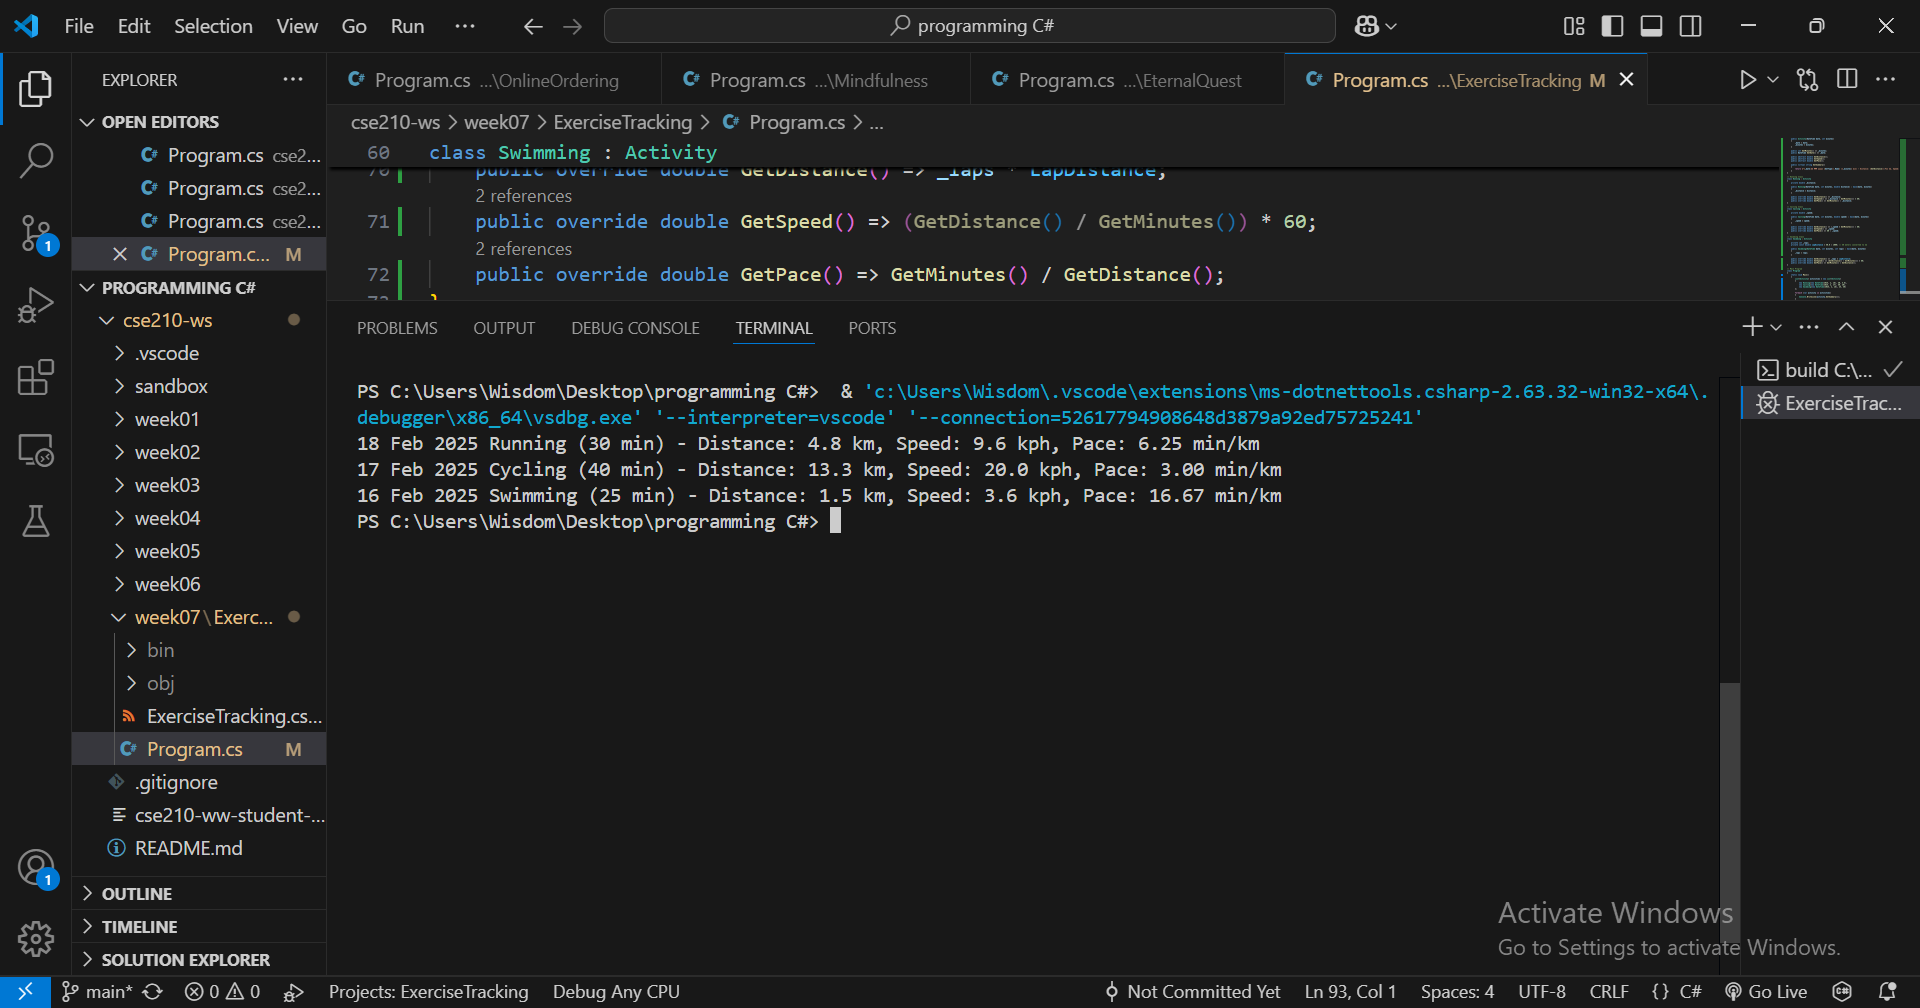 File Edit Selection View Go Run ··· programming C#
EXPLORER ···
OPEN EDITORS
Program.cs cse2...
Program.cs cse2...
Program.cs cse2...
Program.c... M
PROGRAMMING C#
cse210-ws
.vscode
sandbox
week01
week02
week03
week04
week05
week06
week07\Exerc...
bin
obj
ExerciseTracking.cs...
Program.cs M
.gitignore
cse210-ww-student-...
README.md
OUTLINE
TIMELINE
SOLUTION EXPLORER
1
1
Program.cs ...\OnlineOrdering Program.cs ...\Mindfulness Program.cs ...\EternalQuest Program.cs ...\ExerciseTracking M
cse210-ws > week07 > ExerciseTracking > Program.cs > ...
60 class Swimming : Activity
70 public override double GetDistance() => _laps * LapDistance;
2 references
71 public override double GetSpeed() => (GetDistance() / GetMinutes()) * 60;
2 references
72 public override double GetPace() => GetMinutes() / GetDistance();
73 }
PROBLEMS OUTPUT DEBUG CONSOLE TERMINAL PORTS
PS C:\Users\Wisdom\Desktop\programming C#> & 'c:\Users\Wisdom\.vscode\extensions\ms-dotnettools.csharp-2.63.32-win32-x64\.
debugger\x86_64\vsdbg.exe' '--interpreter=vscode' '--connection=52617794908648d3879a92ed75725241'
18 Feb 2025 Running (30 min) - Distance: 4.8 km, Speed: 9.6 kph, Pace: 6.25 min/km
17 Feb 2025 Cycling (40 min) - Distance: 13.3 km, Speed: 20.0 kph, Pace: 3.00 min/km
16 Feb 2025 Swimming (25 min) - Distance: 1.5 km, Speed: 3.6 kph, Pace: 16.67 min/km
PS C:\Users\Wisdom\Desktop\programming C#>
build C:\...
ExerciseTrac...
Activate Windows
Go to Settings to activate Windows.
main* 0 0 Projects: ExerciseTracking Debug Any CPU Not Committed Yet Ln 93, Col 1 Spaces: 4 UTF-8 CRLF {} C# Go Live